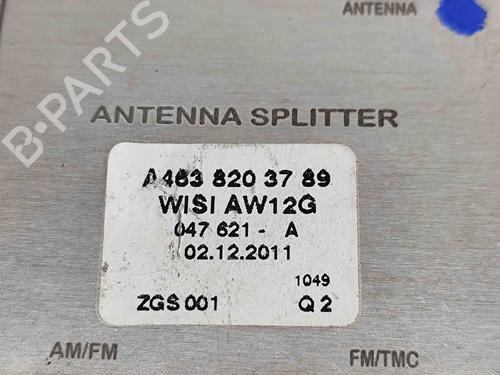 ANTENNA
B-PARTS
ANTENNA SPLITTER
A463 820 37 89
WISI AW12G
047 621 - A
02.12.2011
1049
ZGS 001 Q 2
AM/FM FM/TMC